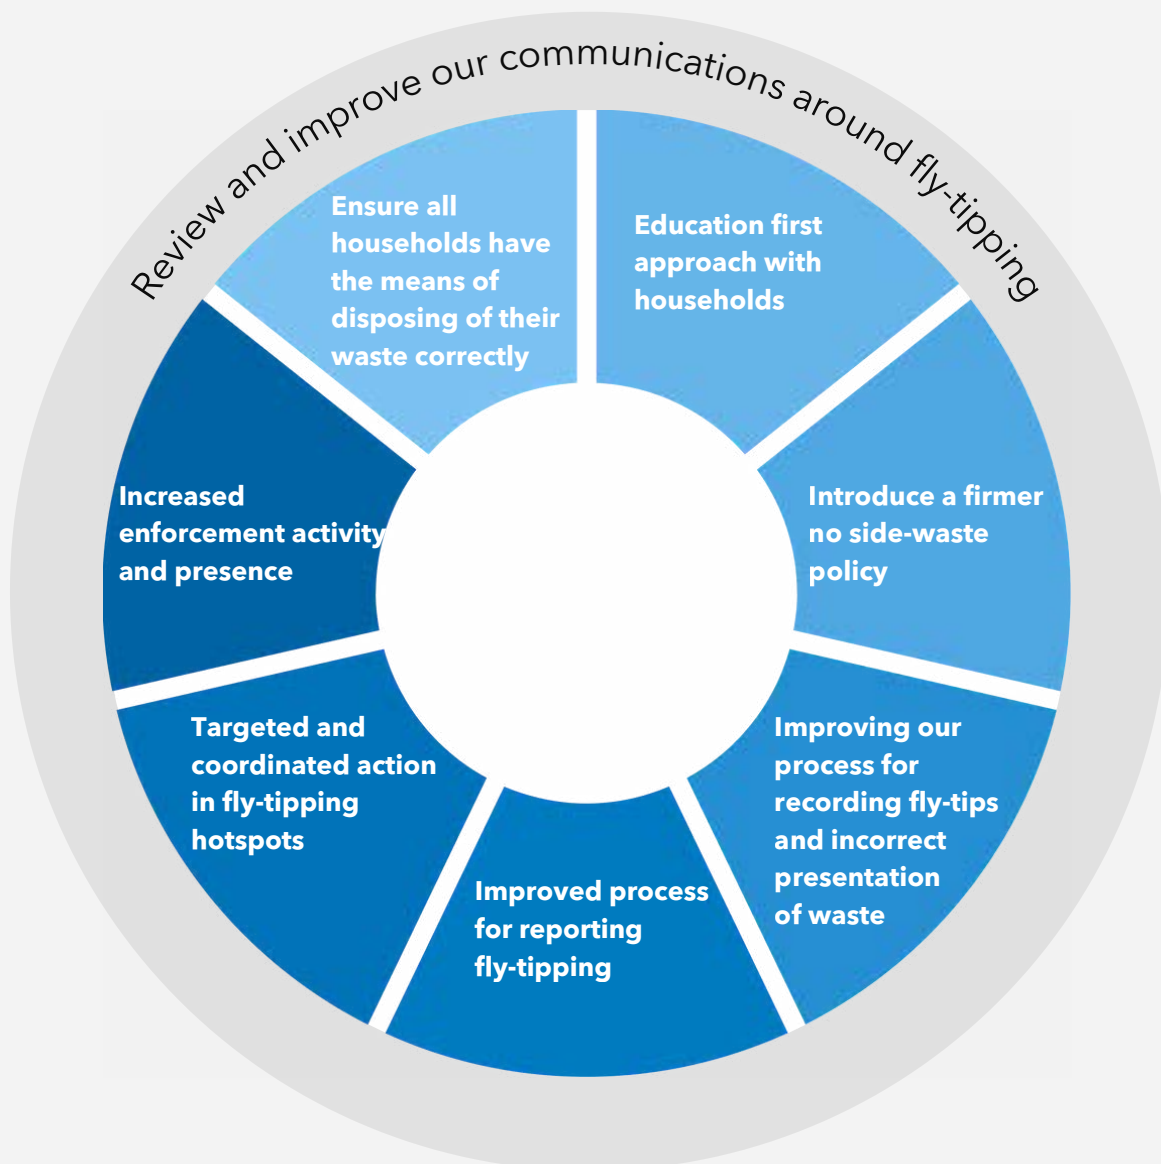 Review and improve our communications around fly-tipping
Ensure all
households have
the means of
disposing of their
waste correctly
Education first
approach with
households
Introduce a firmer
no side-waste
policy
Improving our
process for
recording fly-tips
and incorrect
presentation
of waste
Improved process
for reporting
fly-tipping
Targeted and
coordinated action
in fly-tipping
hotspots
Increased
enforcement activity
and presence